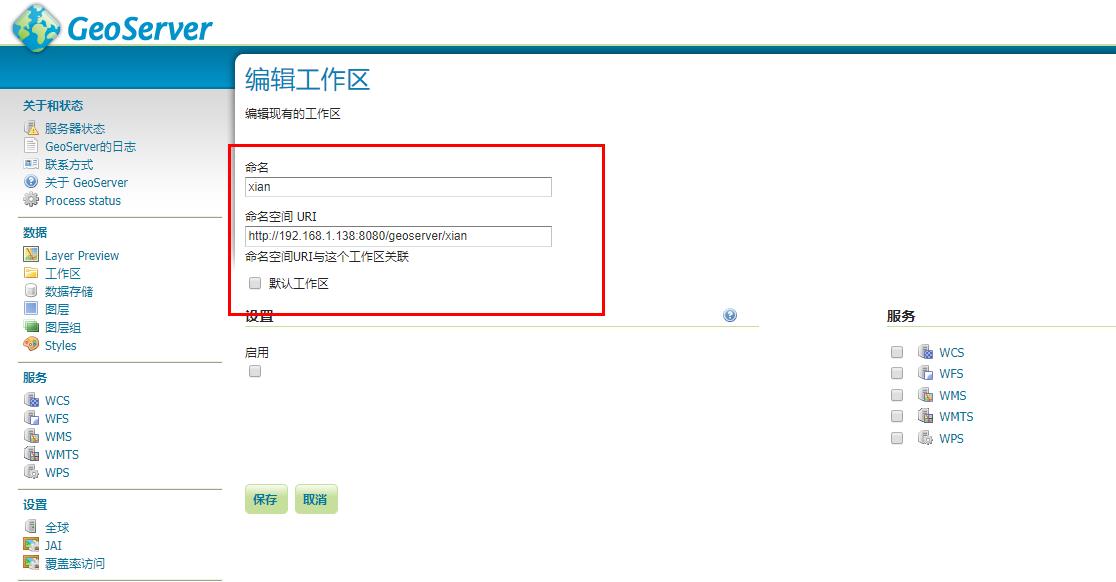 GeoServer
关于和状态
服务器状态
GeoServer的日志
联系方式
关于 GeoServer
Process status
数据
Layer Preview
工作区
数据存储
图层
图层组
Styles
服务
WCS
WFS
WMS
WMTS
WPS
设置
全球
JAI
覆盖率访问
编辑工作区
编辑现有的工作区
命名
xian
命名空间 URI
http://192.168.1.138:8080/geoserver/xian
命名空间URI与这个工作区关联
默认工作区
设置
启用
服务
WCS
WFS
WMS
WMTS
WPS
保存 取消